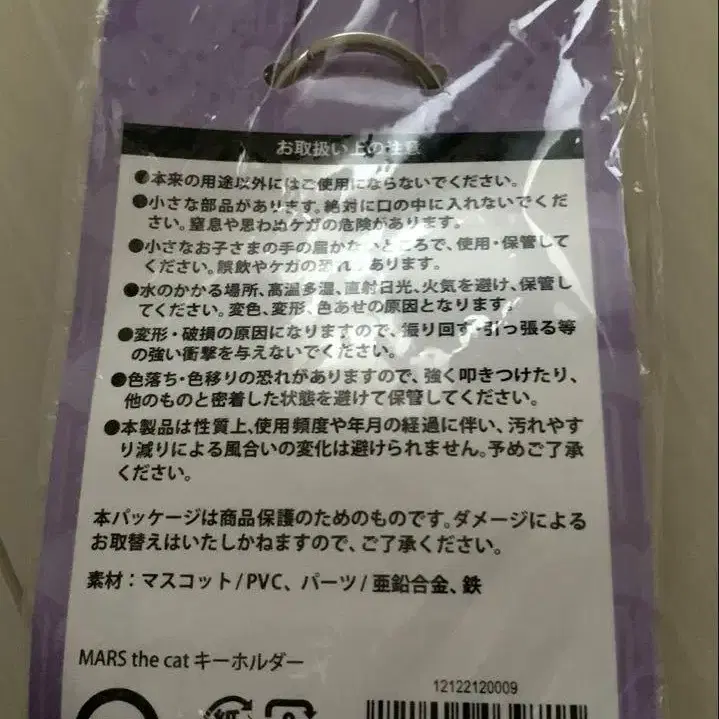 お取扱い上の注意
●本来の用途以外にはご使用にならないでください。
●小さな部品があります。絶対に口の中に入れないでくだ
さい。窒息や思わぬケガの危険があります。
●小さなお子さまの手の届かないところで、使用・保管して
ください。誤飲やケガの恐れがあります。
●水のかかる場所、高温多湿、直射日光、火気を避け、保管し
てください。変色、変形、色あせの原因となります。
●変形・破損の原因になりますので、振り回す・引っ張る等
の強い衝撃を与えないでください。
●色落ち・色移りの恐れがありますので、強く叩きつけたり、
他のものと密着した状態を避けて保管してください。
●本製品は性質上、使用頻度や年月の経過に伴い、汚れやす
り減りによる風合いの変化は避けられません。予めご了承
ください。
本パッケージは商品保護のためのものです。ダメージによる
お取替えはいたしかねますので、ご了承ください。
素材：マスコット/PVC、パーツ/亜鉛合金、鉄
MARS the cat キーホルダー
12122120009
紙